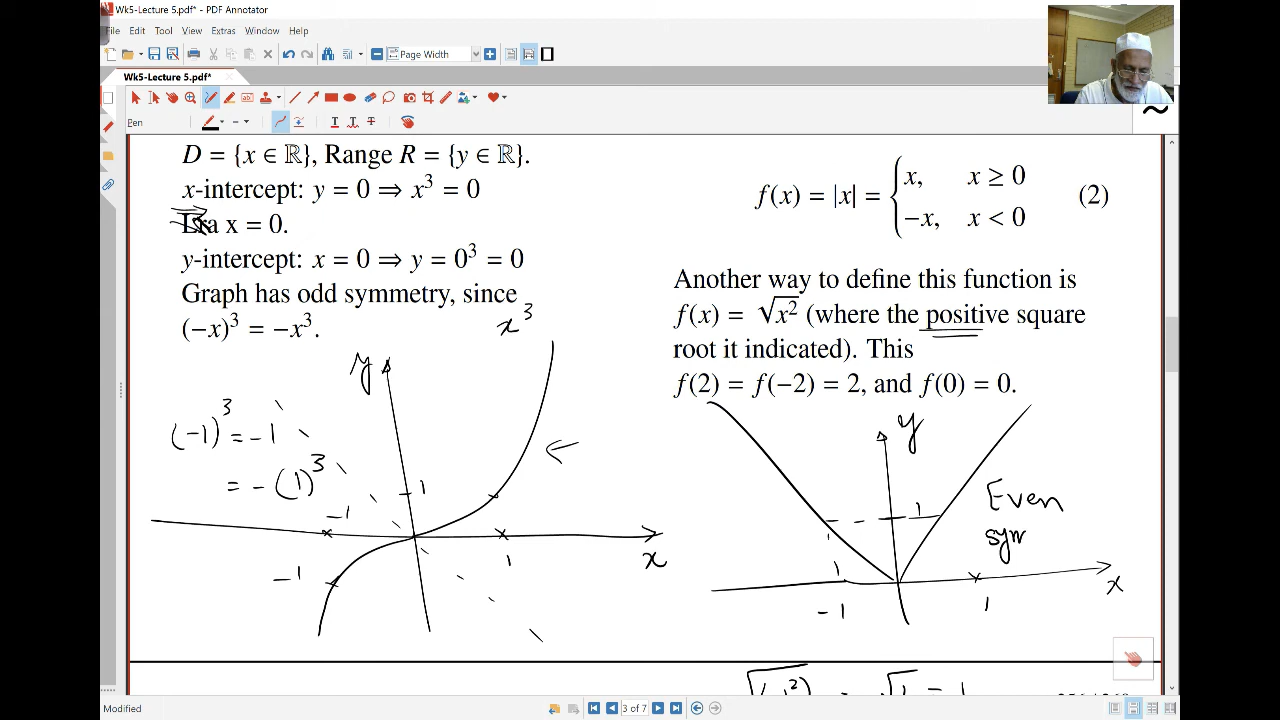 Wk5-Lecture 5.pdf* - PDF Annotator
File Edit Tool View Extras Window Help
Page Width
Wk5-Lecture 5.pdf*
Pen
D = {x ∈ ℝ}, Range R = {y ∈ ℝ}.
x-intercept: y = 0 ⇒ x³ = 0
x = 0.
y-intercept: x = 0 ⇒ y = 0³ = 0
Graph has odd symmetry, since
(−x)³ = −x³.
x³
y
(-1)³ = -1
= -(1)³
1
-1
1
-1
x
f(x) = |x| = { x, x ≥ 0
−x, x < 0 (2)
Another way to define this function is
f(x) = √x² (where the positive square
root it indicated). This
f(2) = f(−2) = 2, and f(0) = 0.
y
1
Even
sym
-1
1
x
= √1 = 1
Modified
3 of 7